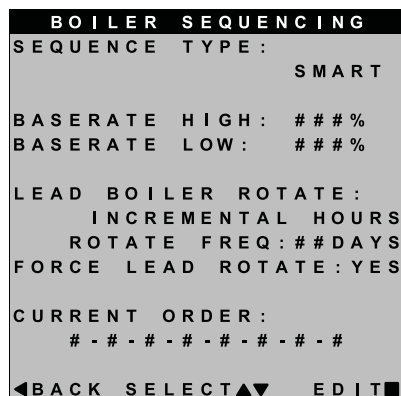 BOILER SEQUENCING
SEQUENCE TYPE:
SMART
BASERATE HIGH: ###%
BASERATE LOW: ###%
LEAD BOILER ROTATE:
INCREMENTAL HOURS
ROTATE FREQ:##DAYS
FORCE LEAD ROTATE:YES
CURRENT ORDER:
#-#-#-#-#-#-#-#
◀BACK SELECT▲▼ EDIT■